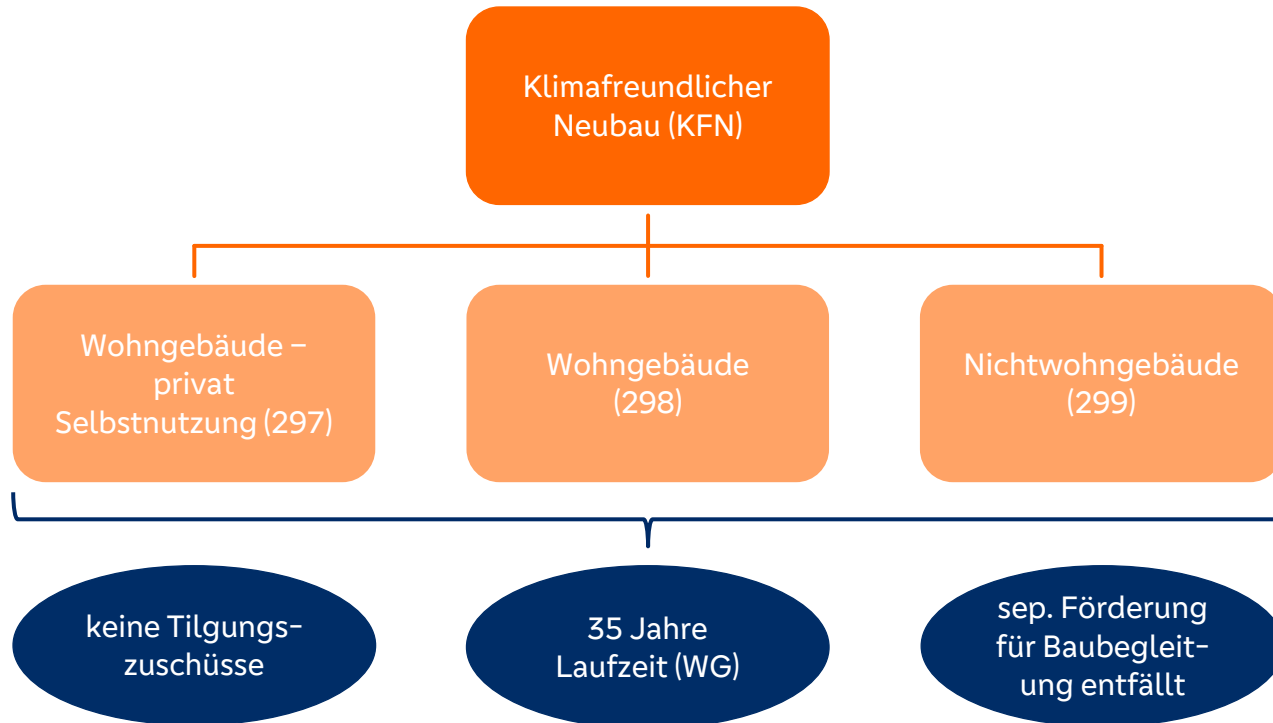 Klimafreundlicher
Neubau (KFN)
Wohngebäude –
privat
Selbstnutzung (297)
Wohngebäude
(298)
Nichtwohngebäude
(299)
keine Tilgungs-
zuschüsse
35 Jahre
Laufzeit (WG)
sep. Förderung
für Baubegleit-
ung entfällt